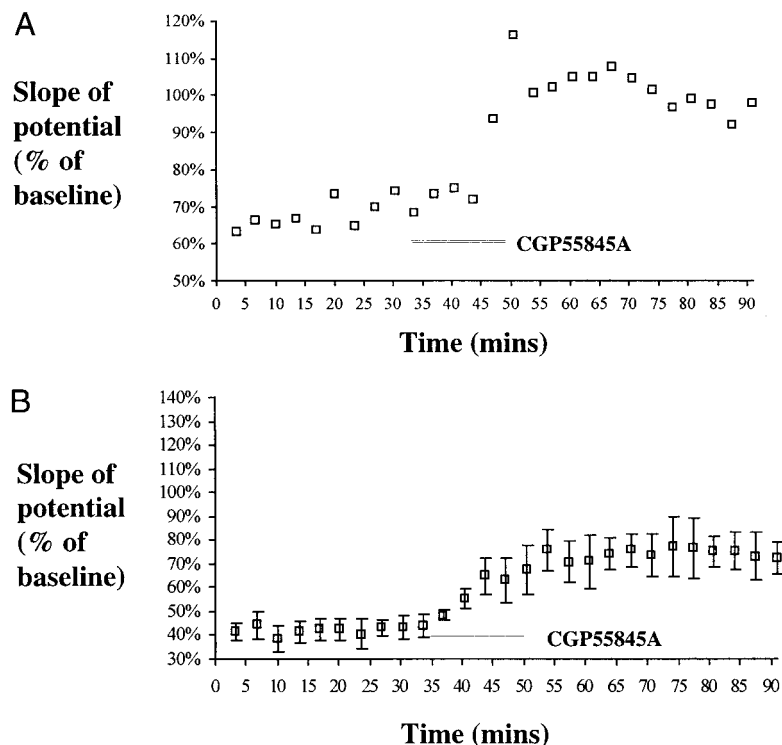 A
Slope of
potential
(% of
baseline)
120%
110%
100%
90%
80%
70%
60%
50%
CGP55845A
0 5 10 15 20 25 30 35 40 45 50 55 60 65 70 75 80 85 90
Time (mins)
B
Slope of
potential
(% of
baseline)
140%
130%
120%
110%
100%
90%
80%
70%
60%
50%
40%
30%
CGP55845A
0 5 10 15 20 25 30 35 40 45 50 55 60 65 70 75 80 85 90
Time (mins)